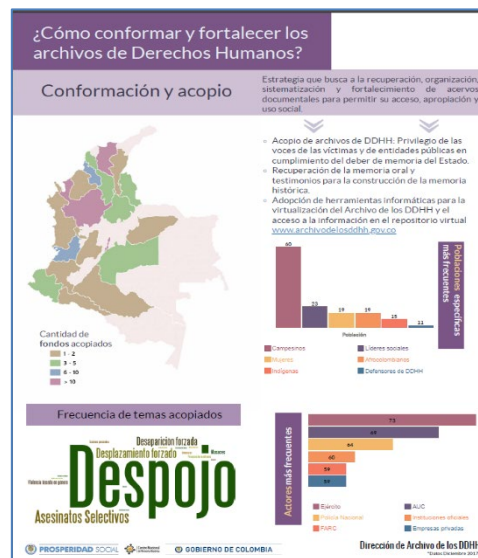 ¿Cómo conformar y fortalecer los
archivos de Derechos Humanos?
Conformación y acopio
Estrategia que busca a la recuperación, organización,
sistematización y fortalecimiento de acervos
documentales para permitir su acceso, apropiación y
uso social.
Acopio de archivos de DDHH: Privilegio de las
voces de las víctimas y de entidades públicas en
cumplimiento del deber de memoria del Estado.
Recuperación de la memoria oral y
testimonios para la construcción de la memoria
histórica.
Adopción de herramientas informáticas para la
virtualización del Archivo de los DDHH y el
acceso a la información en el repositorio virtual
www.archivodelosddhh.gov.co
60
23
19
19
11
Población
Poblaciones específicas
más frecuentes
Campesinos
Líderes sociales
Mujeres
Afrocolombianos
Indígenas
Defensores de DDHH
Cantidad de
fondos acopiados
1 - 2
3 - 5
6 - 10
> 10
Frecuencia de temas acopiados
Desaparición forzada
Desplazamiento forzado
Despojo
Asesinatos Selectivos
Actores más frecuentes
73
64
60
Ejército
AUC
Policía Nacional
Instituciones oficiales
FARC
Empresas privadas
PROSPERIDAD SOCIAL
GOBIERNO DE COLOMBIA
Dirección de Archivo de los DDHH
*Datos Diciembre 2017